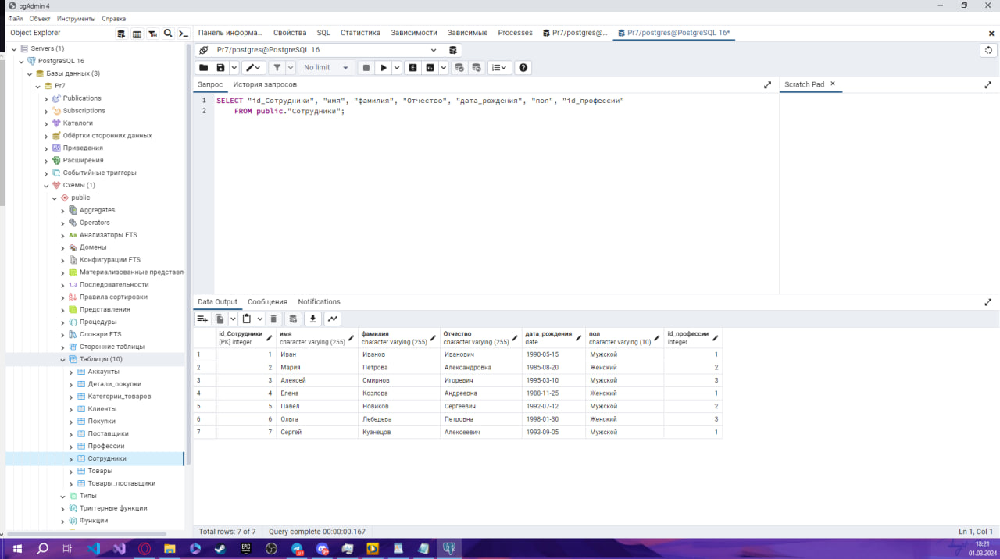 pgAdmin 4
Файл Объект Инструменты Справка
Object Explorer
Панель информа... Свойства SQL Статистика Зависимости Зависимые Processes Pr7/postgres@... Pr7/postgres@PostgreSQL 16*
Servers (1)
PostgreSQL 16
Базы данных (3)
Pr7
Publications
Subscriptions
Каталоги
Обёртки сторонних данных
Приведения
Расширения
Событийные триггеры
Схемы (1)
public
Aggregates
Operators
Aa Анализаторы FTS
Домены
Конфигурации FTS
Материализованные представл
1..3 Последовательности
Правила сортировки
Представления
Процедуры
Словари FTS
Сторонние таблицы
Таблицы (10)
Аккаунты
Детали_покупки
Категории_товаров
Клиенты
Покупки
Поставщики
Профессии
Сотрудники
Товары
Товары_поставщики
Типы
Триггерные функции
Функции
Pr7/postgres@PostgreSQL 16
No limit
Запрос История запросов
Scratch Pad
1 SELECT "id_Сотрудники", "имя", "фамилия", "Отчество", "дата_рождения", "пол", "id_профессии"
2 FROM public."Сотрудники";
Data Output Сообщения Notifications
id_Сотрудники имя фамилия Отчество дата_рождения пол id_профессии
[PK] integer character varying (255) character varying (255) character varying (255) date character varying (10) integer
1 1 Иван Иванов Иванович 1990-05-15 Мужской 1
2 2 Мария Петрова Александровна 1985-08-20 Женский 2
3 3 Алексей Смирнов Игоревич 1995-03-10 Мужской 3
4 4 Елена Козлова Андреевна 1988-11-25 Женский 1
5 5 Павел Новиков Сергеевич 1992-07-12 Мужской 2
6 6 Ольга Лебедева Петровна 1998-01-30 Женский 3
7 7 Сергей Кузнецов Алексеевич 1993-09-05 Мужской 1
Total rows: 7 of 7 Query complete 00:00:00.167 Ln 1, Col 1
EPIC
18:21
01.03.2024